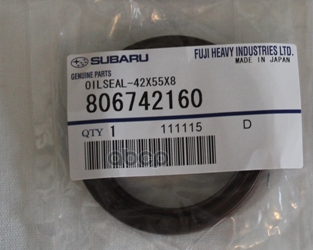 SUBARU
FUJI HEAVY INDUSTRIES LTD.
MADE IN JAPAN
GENUINE PARTS
OILSEAL-42X55X8
806742160
QTY 1 111115 D